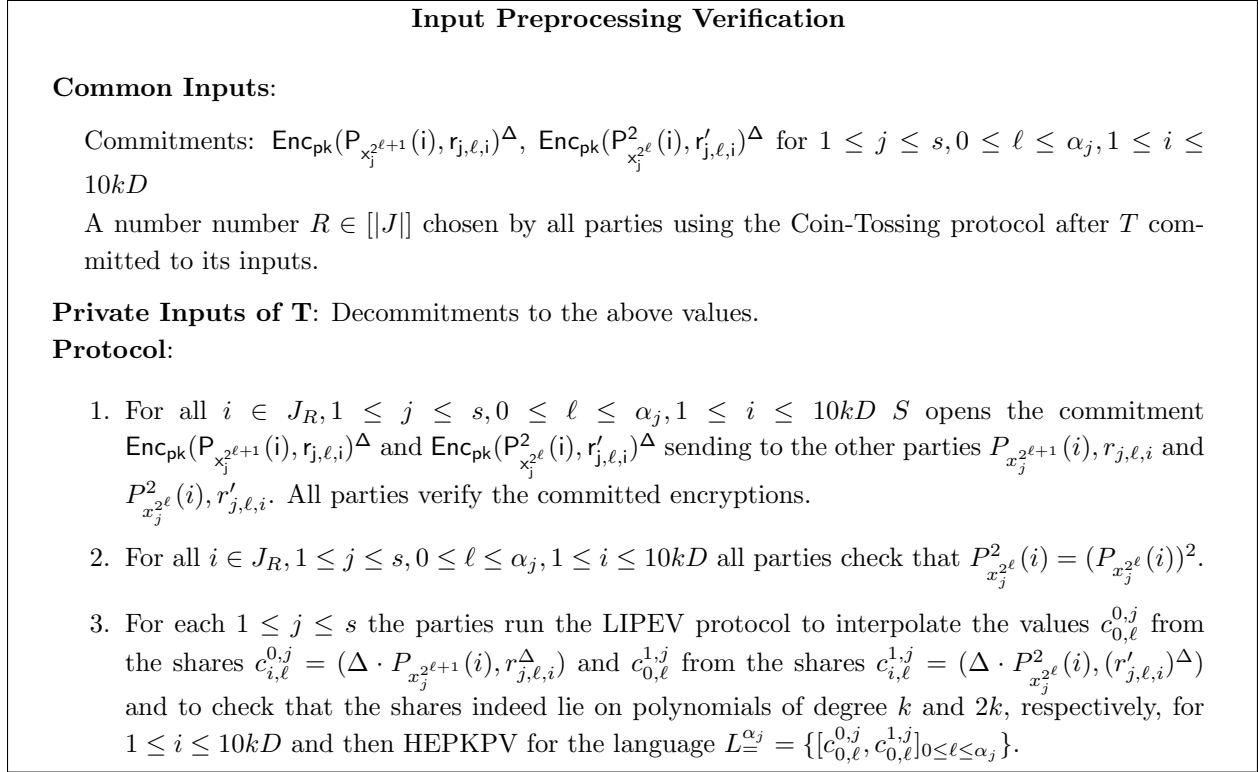 Input Preprocessing Verification
Common Inputs:
Commitments: Enc_pk(P_{x_j^{2^{ℓ+1}}}(i), r_{j,ℓ,i})^Δ, Enc_pk(P^2_{x_j^{2^ℓ}}(i), r'_{j,ℓ,i})^Δ for 1 ≤ j ≤ s, 0 ≤ ℓ ≤ α_j, 1 ≤ i ≤
10kD
A number number R ∈ [|J|] chosen by all parties using the Coin-Tossing protocol after T com-
mitted to its inputs.
Private Inputs of T: Decommitments to the above values.
Protocol:
1. For all i ∈ J_R, 1 ≤ j ≤ s, 0 ≤ ℓ ≤ α_j, 1 ≤ i ≤ 10kD S opens the commitment
Enc_pk(P_{x_j^{2^{ℓ+1}}}(i), r_{j,ℓ,i})^Δ and Enc_pk(P^2_{x_j^{2^ℓ}}(i), r'_{j,ℓ,i})^Δ sending to the other parties P_{x_j^{2^{ℓ+1}}}(i), r_{j,ℓ,i} and
P^2_{x_j^{2^ℓ}}(i), r'_{j,ℓ,i}. All parties verify the committed encryptions.
2. For all i ∈ J_R, 1 ≤ j ≤ s, 0 ≤ ℓ ≤ α_j, 1 ≤ i ≤ 10kD all parties check that P^2_{x_j^{2^ℓ}}(i) = (P_{x_j^{2^ℓ}}(i))^2.
3. For each 1 ≤ j ≤ s the parties run the LIPEV protocol to interpolate the values c^{0,j}_{0,ℓ} from
the shares c^{0,j}_{i,ℓ} = (Δ · P_{x_j^{2^{ℓ+1}}}(i), r^Δ_{j,ℓ,i}) and c^{1,j}_{0,ℓ} from the shares c^{1,j}_{i,ℓ} = (Δ · P^2_{x_j^{2^ℓ}}(i), (r'_{j,ℓ,i})^Δ)
and to check that the shares indeed lie on polynomials of degree k and 2k, respectively, for
1 ≤ i ≤ 10kD and then HEPKPV for the language L^{α_j}_= = {[c^{0,j}_{0,ℓ}, c^{1,j}_{0,ℓ}]_{0≤ℓ≤α_j}}.